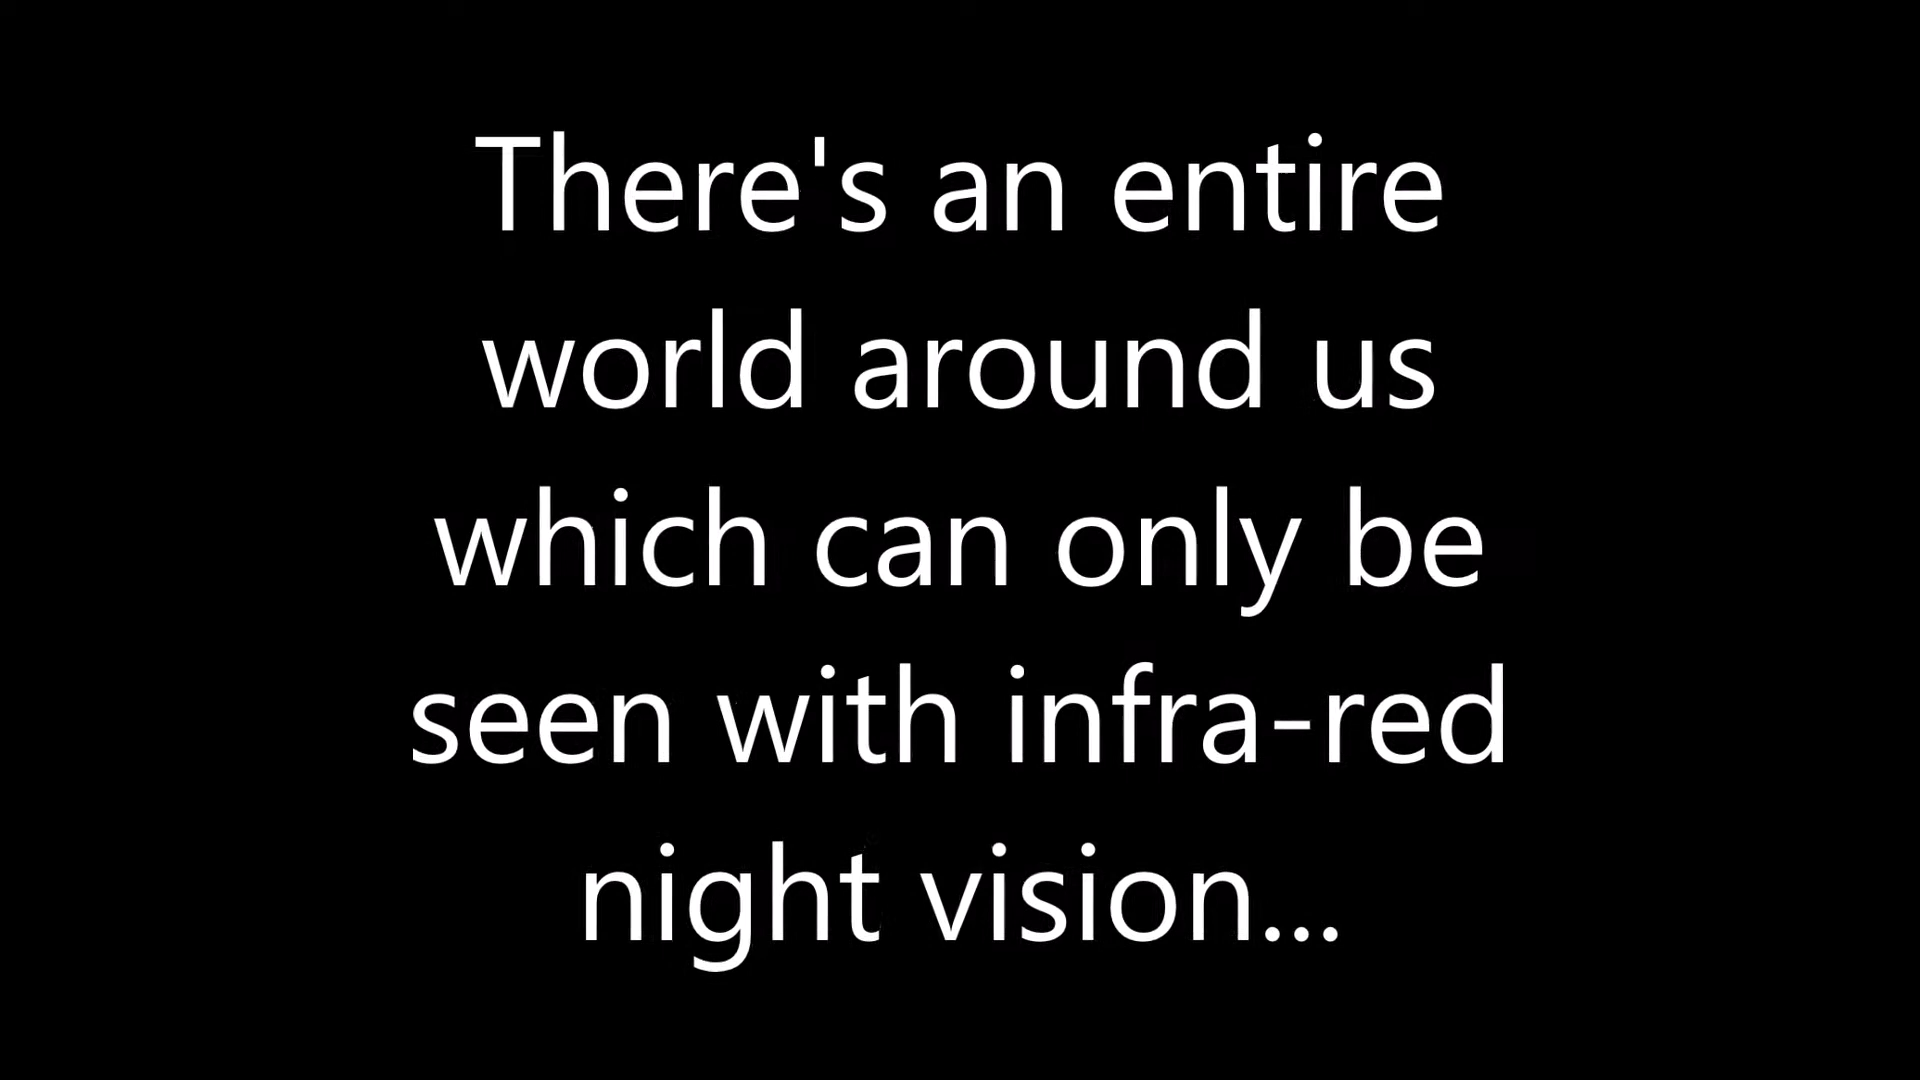 There's an entire
world around us
which can only be
seen with infra-red
night vision...